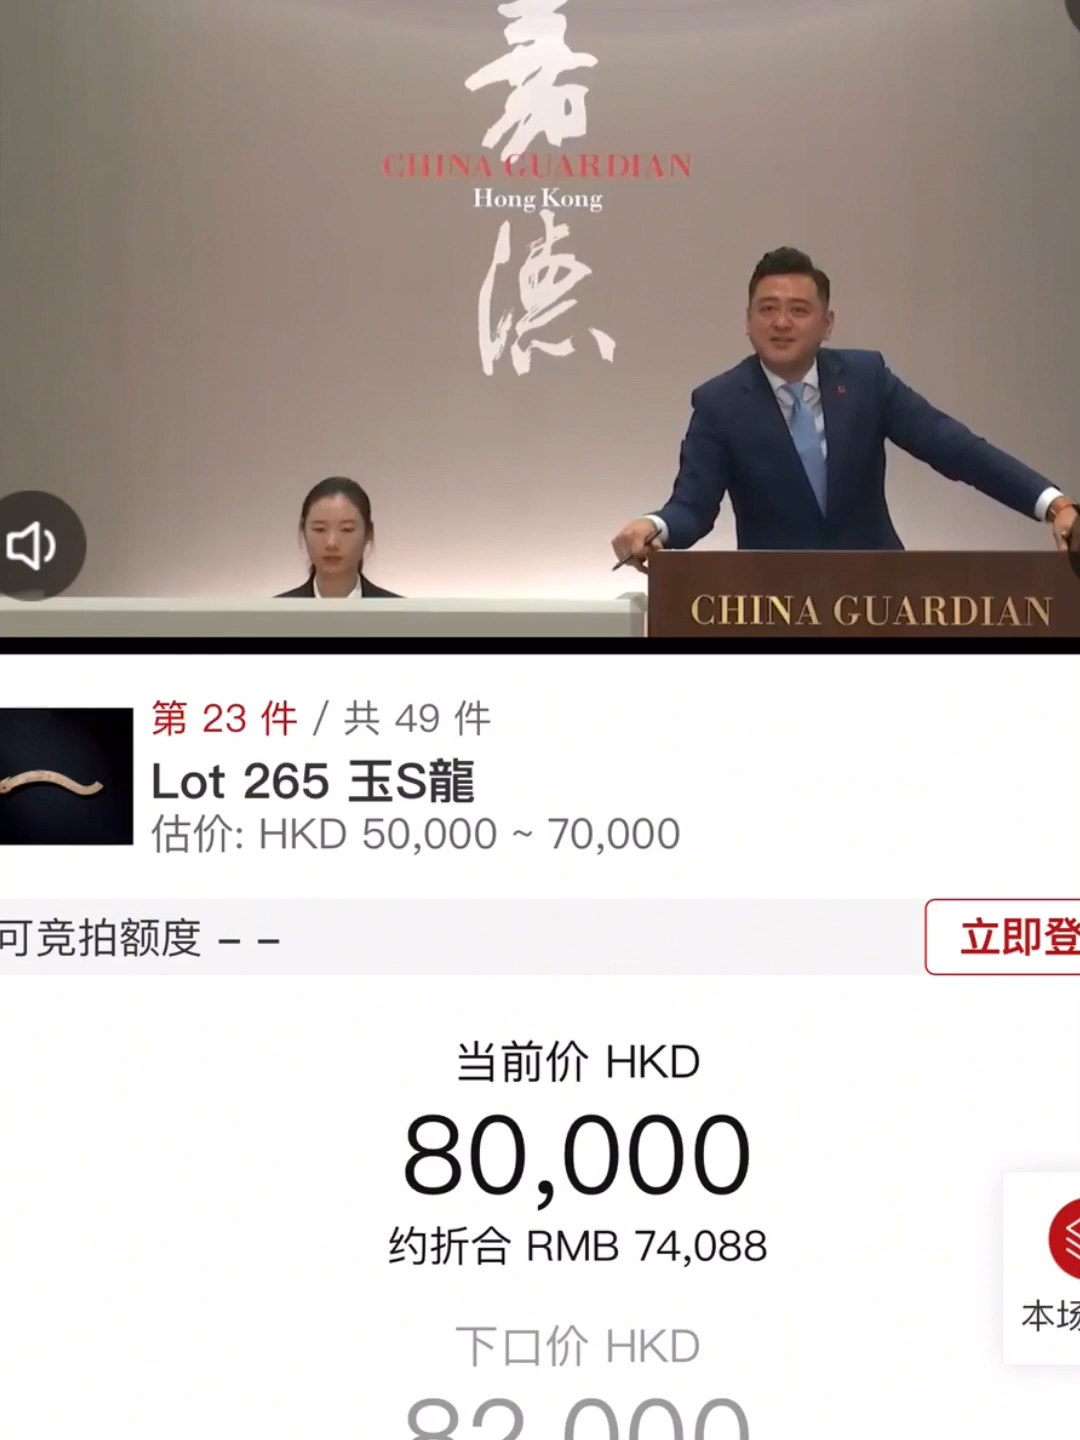 嘉
CHINA GUARDIAN
Hong Kong
德
CHINA GUARDIAN
第 23 件 / 共 49 件
Lot 265 玉S龍
估价: HKD 50,000 ~ 70,000
可竞拍额度 – –
立即登
当前价 HKD
80,000
约折合 RMB 74,088
下口价 HKD
82,000
本场